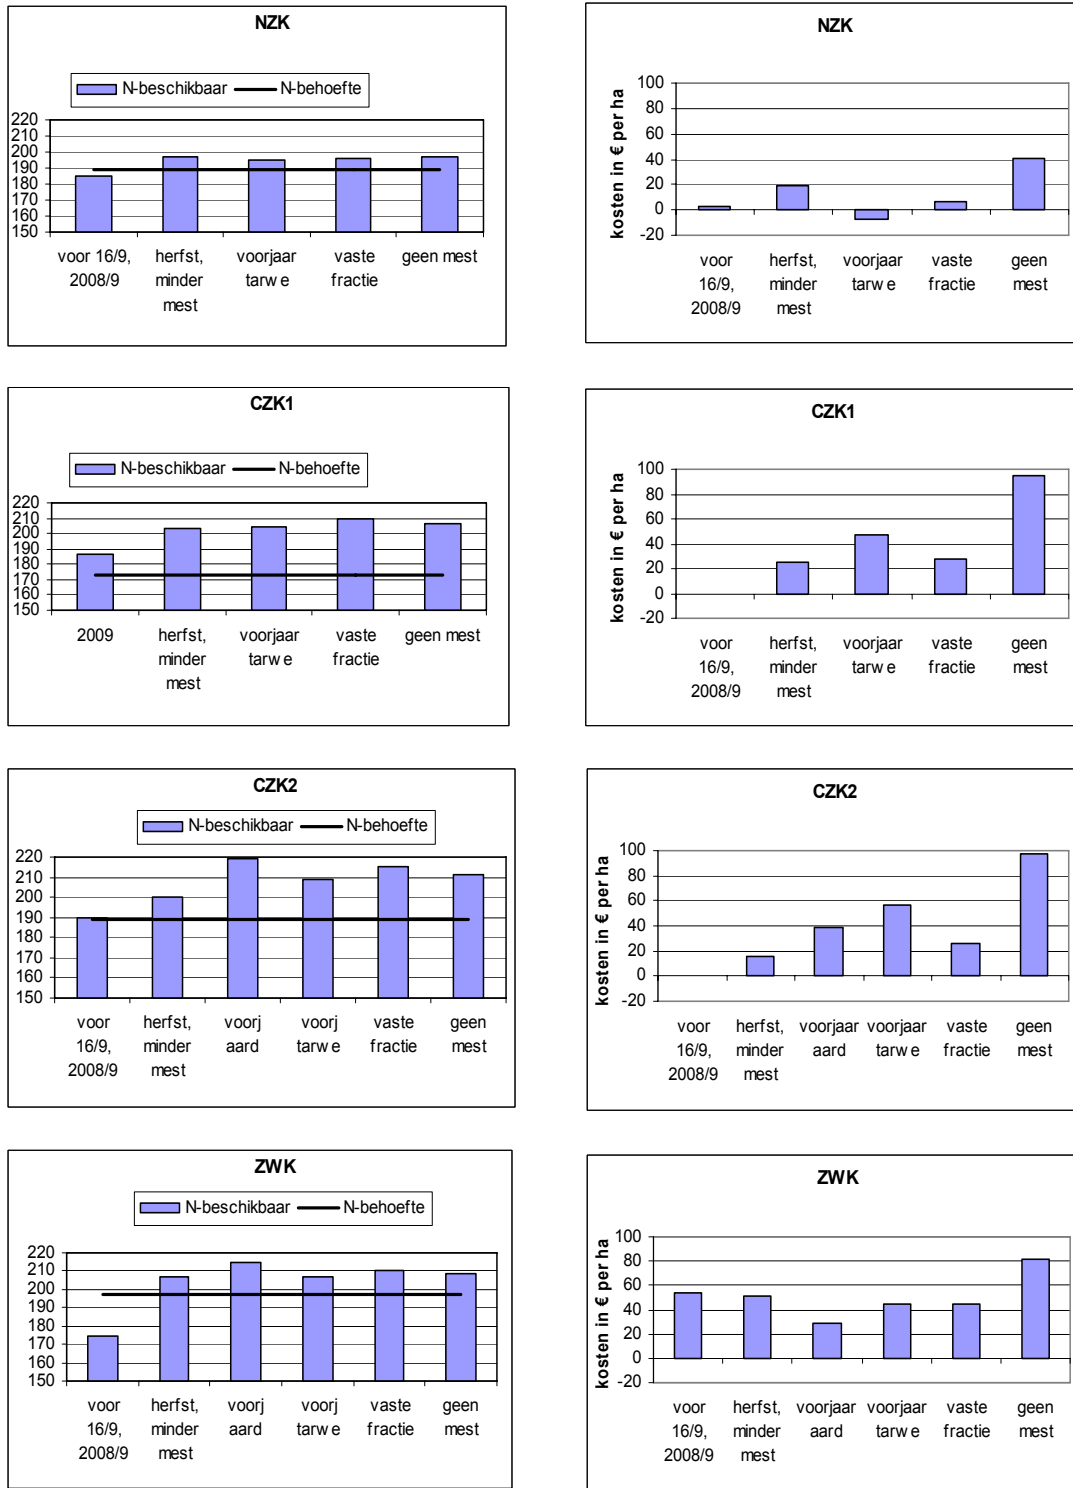 NZK
N-beschikbaar N-behoefte
220
210
200
190
180
170
160
150
voor 16/9, herfst, voorjaar vaste geen mest
2008/9 minder tarwe fractie
mest
NZK
kosten in € per ha
100
80
60
40
20
0
-20
voor herfst, voorjaar vaste geen
16/9, minder tarwe fractie mest
2008/9 mest
CZK1
N-beschikbaar N-behoefte
220
210
200
190
180
170
160
150
2009 herfst, voorjaar vaste geen mest
minder tarwe fractie
mest
CZK1
kosten in € per ha
100
80
60
40
20
0
-20
voor herfst, voorjaar vaste geen
16/9, minder tarwe fractie mest
2008/9 mest
CZK2
N-beschikbaar N-behoefte
220
210
200
190
180
170
160
150
voor herfst, voorj voorj vaste geen
16/9, minder aard tarwe fractie mest
2008/9 mest
CZK2
kosten in € per ha
100
80
60
40
20
0
-20
voor herfst, voorjaar voorjaar vaste geen
16/9, minder aard tarwe fractie mest
2008/9 mest
ZWK
N-beschikbaar N-behoefte
220
210
200
190
180
170
160
150
voor herfst, voorj voorj vaste geen
16/9, minder aard tarwe fractie mest
2008/9 mest
ZWK
kosten in € per ha
100
80
60
40
20
0
-20
voor herfst, voorjaar voorjaar vaste geen
16/9, minder aard tarwe fractie mest
2008/9 mest